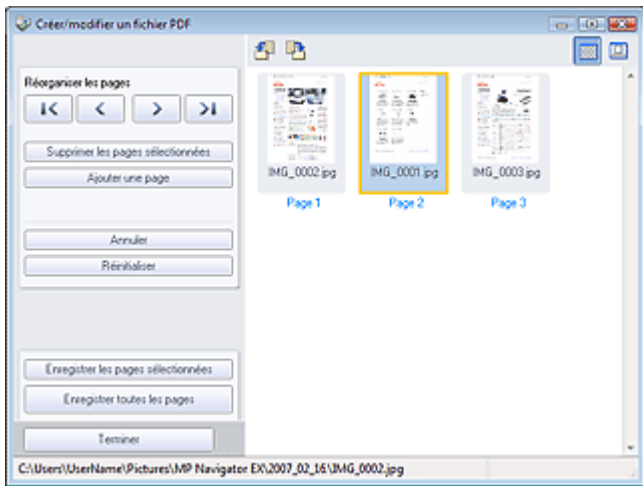 Créer/modifier un fichier PDF
Réorganiser les pages
Supprimer les pages sélectionnées
Ajouter une page
Annuler
Réinitialiser
Enregistrer les pages sélectionnées
Enregistrer toutes les pages
Terminer
IMG_0002.jpg IMG_0001.jpg IMG_0003.jpg
Page 1 Page 2 Page 3
C:\Users\UserName\Pictures\MP Navigator EX\2007_02_16\IMG_0002.jpg